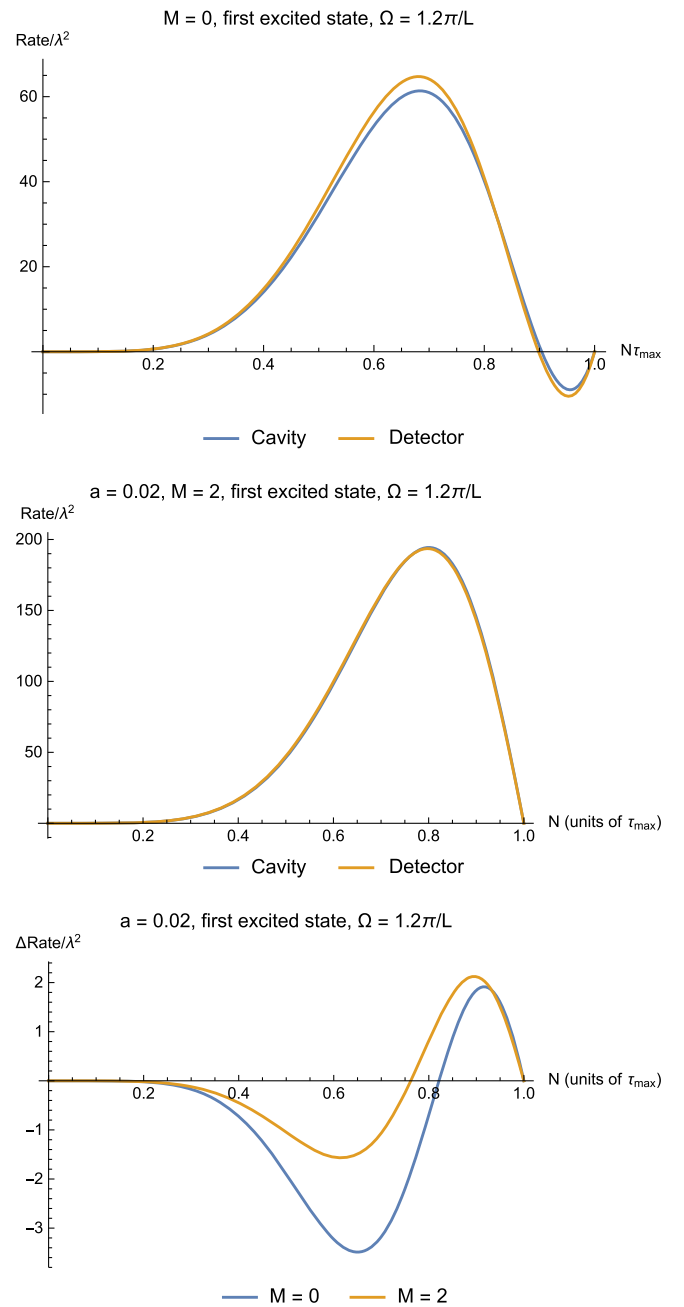 M = 0, first excited state, Ω = 1.2π/L
Rate/λ²
60
40
20
0.2 0.4 0.6 0.8 1.0
Nτmax
Cavity Detector
a = 0.02, M = 2, first excited state, Ω = 1.2π/L
Rate/λ²
200
150
100
50
0.2 0.4 0.6 0.8 1.0
N (units of τmax)
Cavity Detector
a = 0.02, first excited state, Ω = 1.2π/L
ΔRate/λ²
2
1
N (units of τmax)
0.2 0.4 0.6 0.8 1.0
−1
−2
−3
M = 0 M = 2